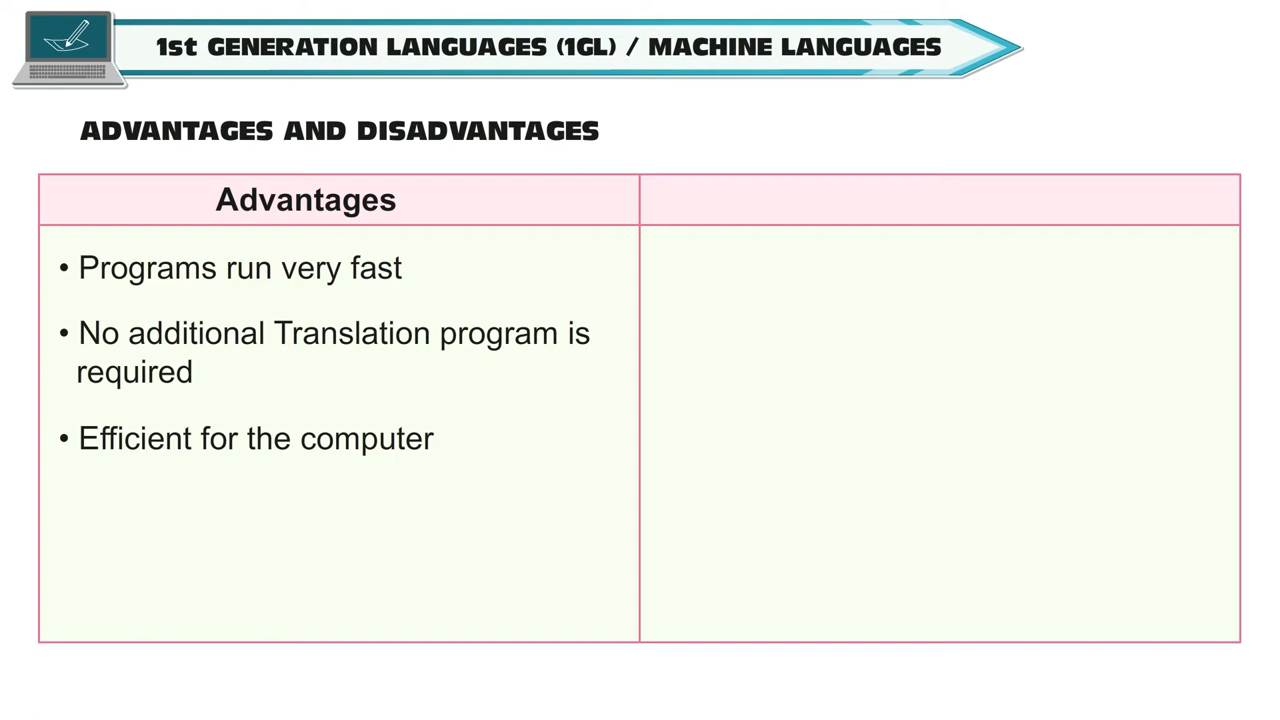 1st GENERATION LANGUAGES (1GL) / MACHINE LANGUAGES
ADVANTAGES AND DISADVANTAGES
Advantages
• Programs run very fast
• No additional Translation program is
required
• Efficient for the computer